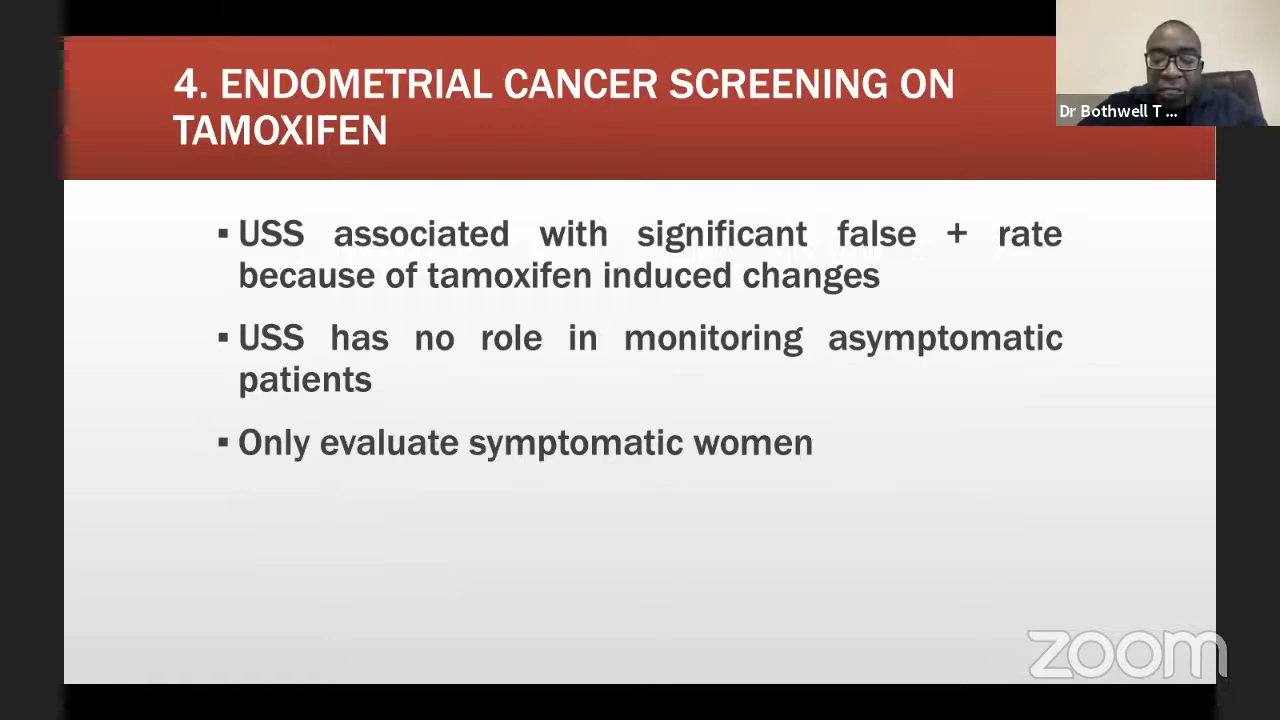 4. ENDOMETRIAL CANCER SCREENING ON
TAMOXIFEN
Dr Bothwell T ...
▪ USS associated with significant false + rate
because of tamoxifen induced changes
▪ USS has no role in monitoring asymptomatic
patients
▪ Only evaluate symptomatic women
zoom